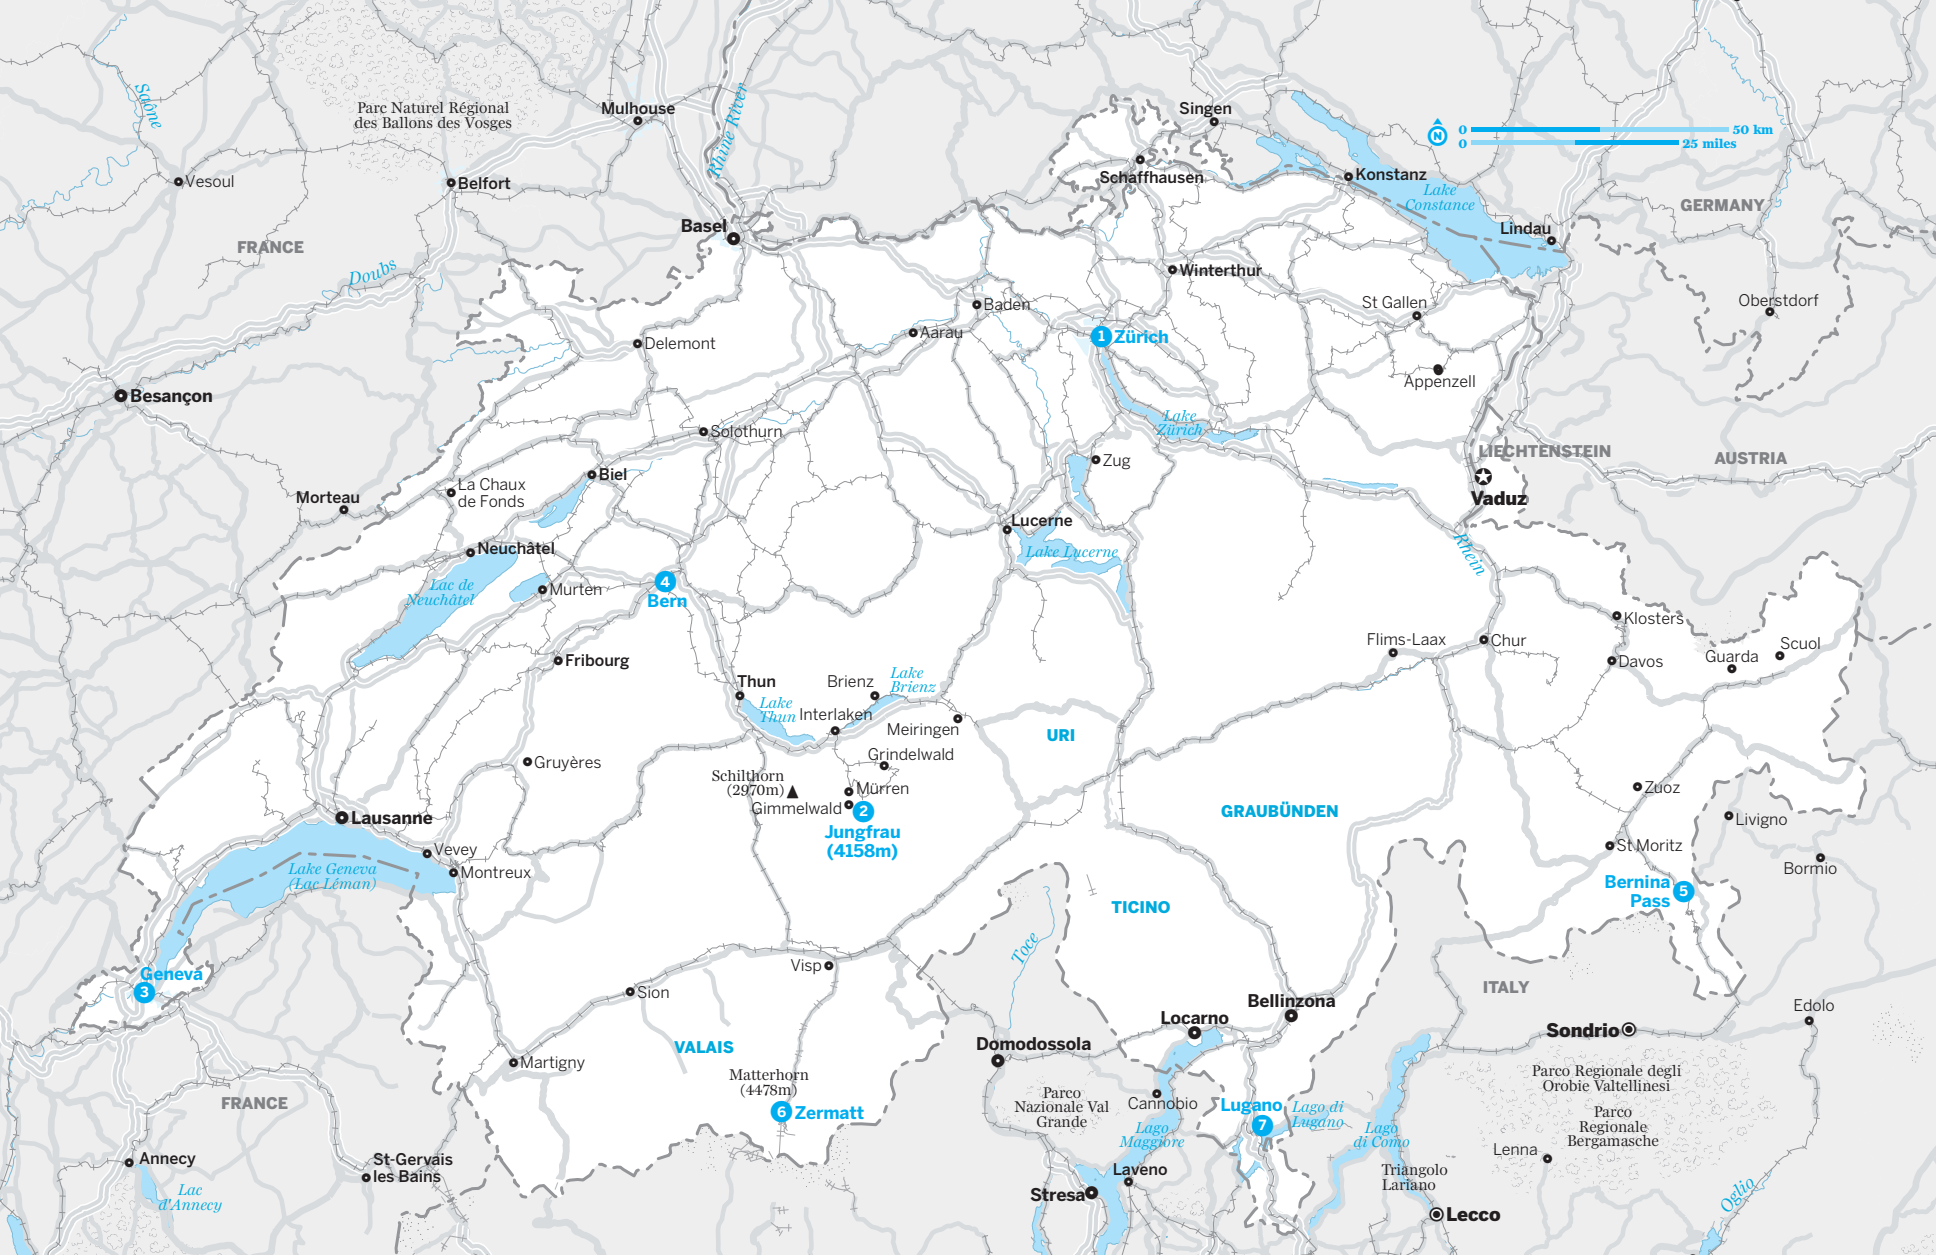 Saône
Parc Naturel Régional
des Ballons des Vosges
Mulhouse
Rhine River
Singen
0
50 km
N
0
25 miles
Vesoul
Belfort
Schaffhausen
Konstanz
Lake
Constance
GERMANY
Basel
Lindau
FRANCE
Doubs
Winterthur
Oberstdorf
Baden
St Gallen
Aarau
1
Zürich
Delemont
Appenzell
Besançon
Lake
Zürich
Solothurn
LIECHTENSTEIN
AUSTRIA
Zug
Biel
La Chaux
de Fonds
Vaduz
Morteau
Lucerne
Neuchâtel
Lake Lucerne
Rhein
Lac de
Neuchâtel
Murten
4
Bern
Klosters
Flims-Laax
Chur
Scuol
Guarda
Davos
Fribourg
Thun
Brienz
Lake
Brienz
Lake
Thun
Interlaken
Meiringen
URI
Grindelwald
Gruyères
Schilthorn
(2970m)
Mürren
Gimmelwald
2
Jungfrau
(4158m)
Zuoz
GRAUBÜNDEN
Livigno
Lausanne
St Moritz
Vevey
Montreux
Lake Geneva
(Lac Léman)
Bormio
Bernina
Pass
5
TICINO
Toce
Visp
Geneva
3
Sion
ITALY
Bellinzona
Locarno
Edolo
Sondrio
Domodossola
VALAIS
Martigny
Matterhorn
(4478m)
Parco Regionale degli
Orobie Valtellinesi
Parco
Nazionale Val
Grande
Cannobio
FRANCE
6
Zermatt
Lugano
7
Lago di
Lugano
Parco
Regionale
Bergamasche
Lago
Maggiore
Lago
di Como
Lenna
Annecy
St-Gervais
les Bains
Laveno
Triangolo
Lariano
Lac
d'Annecy
Stresa
Oglio
Lecco